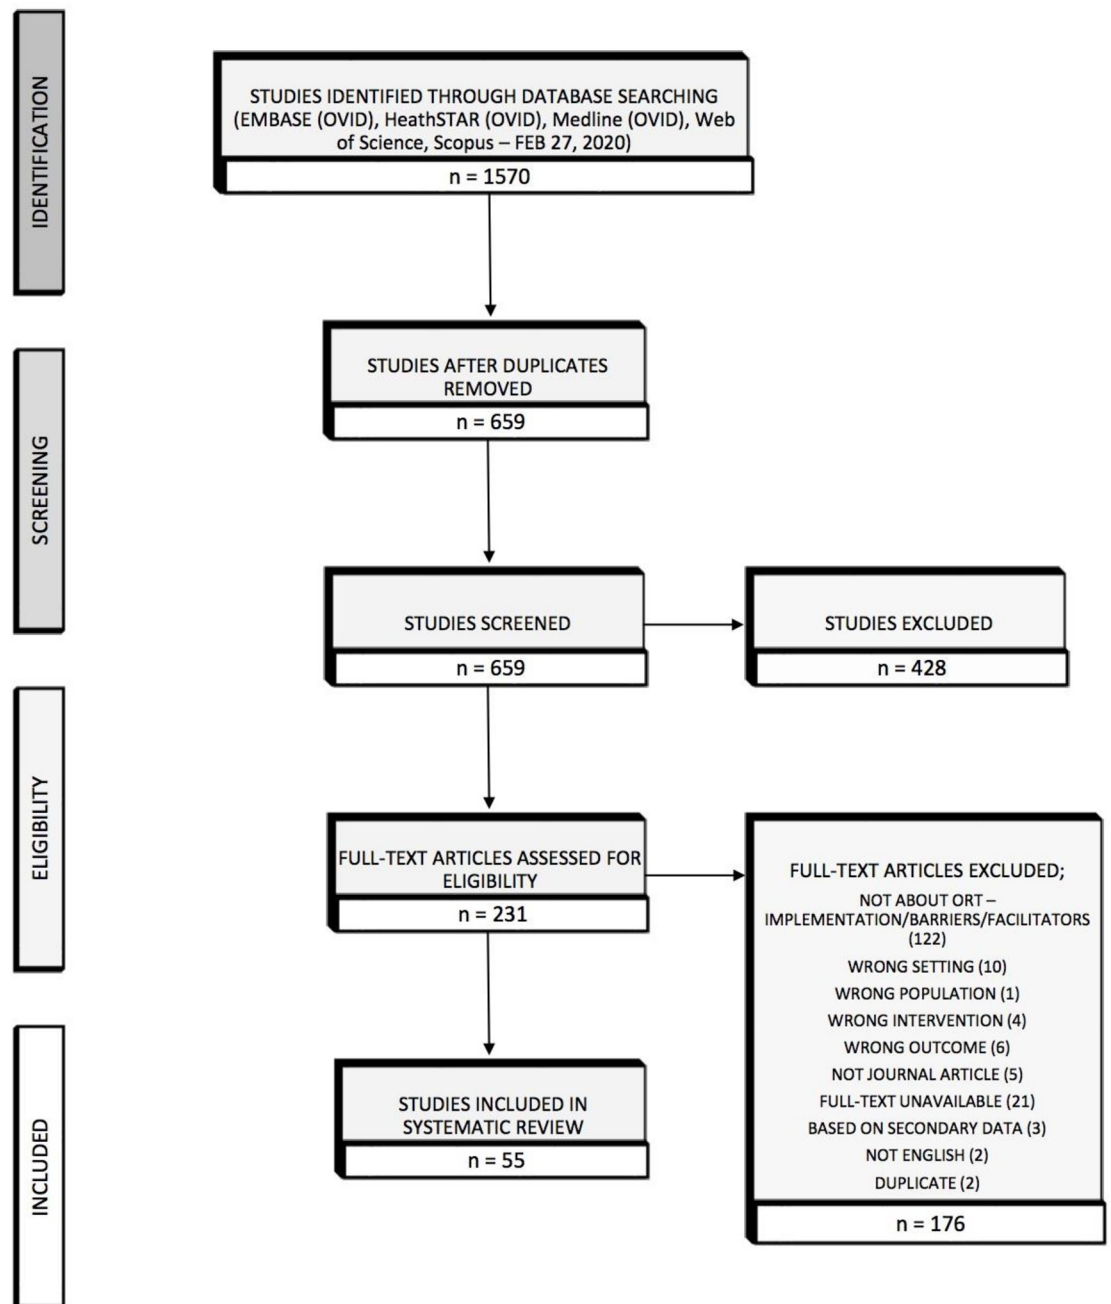 IDENTIFICATION
STUDIES IDENTIFIED THROUGH DATABASE SEARCHING
(EMBASE (OVID), HeathSTAR (OVID), Medline (OVID), Web
of Science, Scopus – FEB 27, 2020)
n = 1570
SCREENING
STUDIES AFTER DUPLICATES
REMOVED
n = 659
STUDIES SCREENED
n = 659
STUDIES EXCLUDED
n = 428
ELIGIBILITY
FULL-TEXT ARTICLES ASSESSED FOR
ELIGIBILITY
n = 231
FULL-TEXT ARTICLES EXCLUDED;
NOT ABOUT ORT –
IMPLEMENTATION/BARRIERS/FACILITATORS
(122)
WRONG SETTING (10)
WRONG POPULATION (1)
WRONG INTERVENTION (4)
WRONG OUTCOME (6)
NOT JOURNAL ARTICLE (5)
FULL-TEXT UNAVAILABLE (21)
BASED ON SECONDARY DATA (3)
NOT ENGLISH (2)
DUPLICATE (2)
n = 176
INCLUDED
STUDIES INCLUDED IN
SYSTEMATIC REVIEW
n = 55